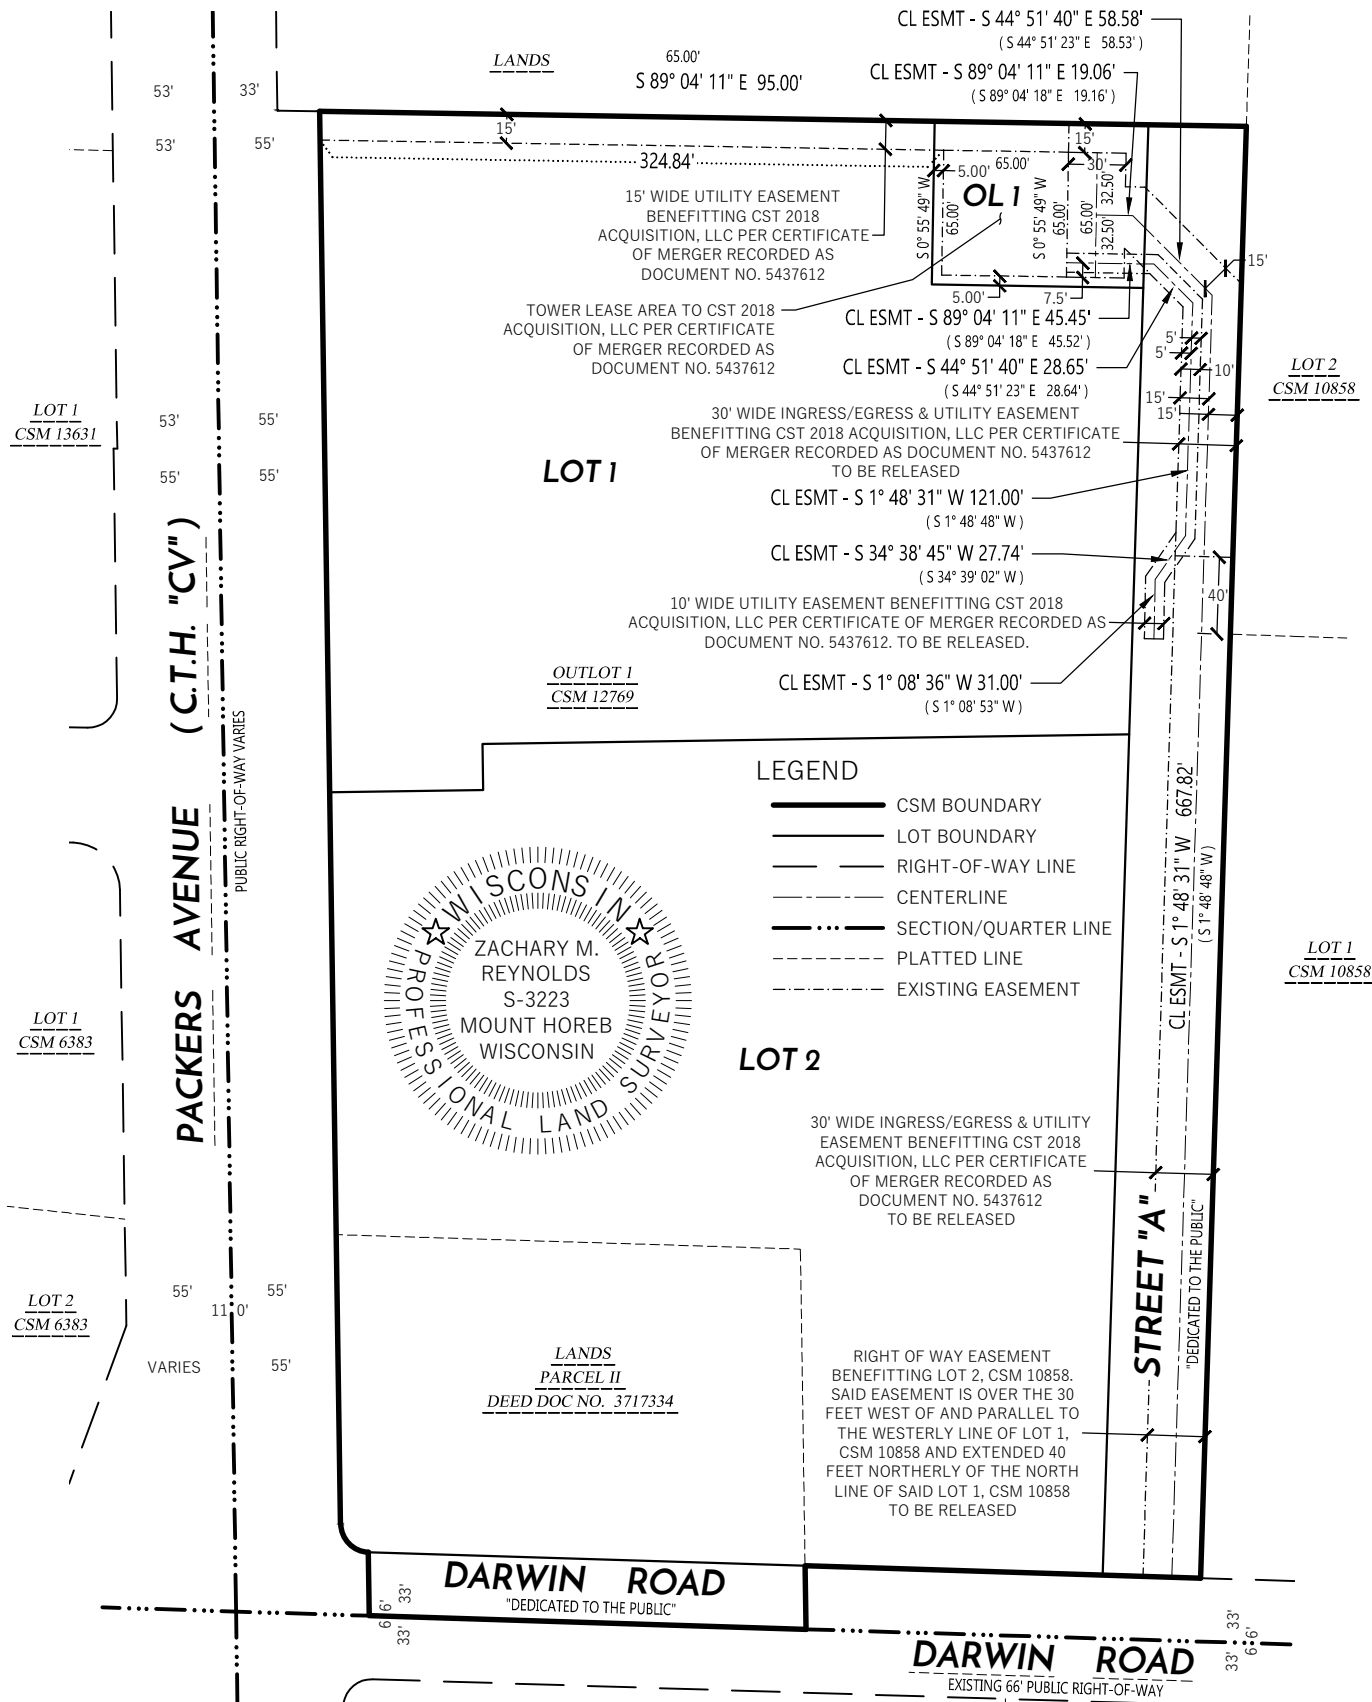 CL ESMT - S 44° 51' 40" E 58.58'
( S 44° 51' 23" E 58.53' )
LANDS
65.00'
S 89° 04' 11" E 95.00'
CL ESMT - S 89° 04' 11" E 19.06'
( S 89° 04' 18" E 19.16' )
53'
33'
53'
55'
15'
15'
324.84'
5.00'
65.00'
30'
OL 1
S 0° 55' 49" W
65.00'
S 0° 55' 49" W
65.00'
65.00'
32.50'
32.50'
15' WIDE UTILITY EASEMENT
BENEFITTING CST 2018
ACQUISITION, LLC PER CERTIFICATE
OF MERGER RECORDED AS
DOCUMENT NO. 5437612
15'
TOWER LEASE AREA TO CST 2018
ACQUISITION, LLC PER CERTIFICATE
OF MERGER RECORDED AS
DOCUMENT NO. 5437612
5.00'
7.5'
CL ESMT - S 89° 04' 11" E 45.45'
( S 89° 04' 18" E 45.52' )
CL ESMT - S 44° 51' 40" E 28.65'
( S 44° 51' 23" E 28.64' )
5'
5'
10'
15'
15'
LOT 2
CSM 10858
LOT 1
CSM 13631
53'
55'
55'
55'
30' WIDE INGRESS/EGRESS & UTILITY EASEMENT
BENEFITTING CST 2018 ACQUISITION, LLC PER CERTIFICATE
OF MERGER RECORDED AS DOCUMENT NO. 5437612
TO BE RELEASED
LOT 1
CL ESMT - S 1° 48' 31" W 121.00'
( S 1° 48' 48" W )
CL ESMT - S 34° 38' 45" W 27.74'
( S 34° 39' 02" W )
40'
10' WIDE UTILITY EASEMENT BENEFITTING CST 2018
ACQUISITION, LLC PER CERTIFICATE OF MERGER RECORDED AS
DOCUMENT NO. 5437612. TO BE RELEASED.
OUTLOT 1
CSM 12769
CL ESMT - S 1° 08' 36" W 31.00'
( S 1° 08' 53" W )
PACKERS AVENUE (C.T.H. "CV")
PUBLIC RIGHT-OF-WAY VARIES
LEGEND
CSM BOUNDARY
LOT BOUNDARY
RIGHT-OF-WAY LINE
CENTERLINE
SECTION/QUARTER LINE
PLATTED LINE
EXISTING EASEMENT
CL ESMT - S 1° 48' 31" W 667.82'
( S 1° 48' 48" W )
WISCONSIN
ZACHARY M.
REYNOLDS
S-3223
MOUNT HOREB
WISCONSIN
PROFESSIONAL LAND SURVEYOR
LOT 1
CSM 10858
LOT 1
CSM 6383
LOT 2
30' WIDE INGRESS/EGRESS & UTILITY
EASEMENT BENEFITTING CST 2018
ACQUISITION, LLC PER CERTIFICATE
OF MERGER RECORDED AS
DOCUMENT NO. 5437612
TO BE RELEASED
STREET "A"
"DEDICATED TO THE PUBLIC"
LOT 2
CSM 6383
55'
55'
110'
VARIES
55'
LANDS
PARCEL II
DEED DOC NO. 3717334
RIGHT OF WAY EASEMENT
BENEFITTING LOT 2, CSM 10858.
SAID EASEMENT IS OVER THE 30
FEET WEST OF AND PARALLEL TO
THE WESTERLY LINE OF LOT 1,
CSM 10858 AND EXTENDED 40
FEET NORTHERLY OF THE NORTH
LINE OF SAID LOT 1, CSM 10858
TO BE RELEASED
DARWIN ROAD
"DEDICATED TO THE PUBLIC"
66'
33'
33'
33'
66'
33'
DARWIN ROAD
EXISTING 66' PUBLIC RIGHT-OF-WAY